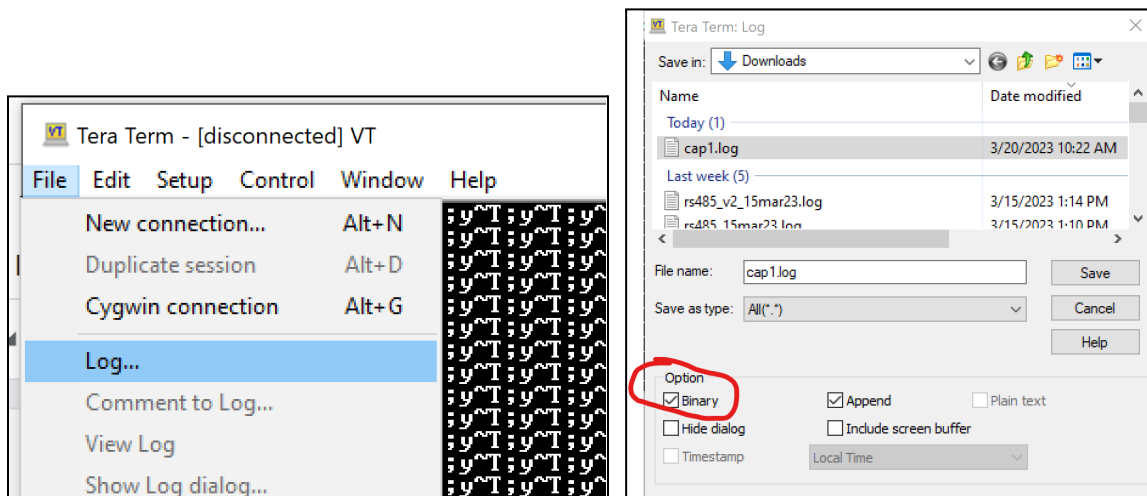 Tera Term - [disconnected] VT
File Edit Setup Control Window Help
New connection... Alt+N
Duplicate session Alt+D
Cygwin connection Alt+G
Log...
Comment to Log...
View Log
Show Log dialog...
;y~T;y~T;y~
;y~T;y~T;y~
;y~T;y~T;y~
;y~T;y~T;y~
;y~T;y~T;y~
;y~T;y~T;y~
;y~T;y~T;y~
;y~T;y~T;y~
;y~T;y~T;y~
;y~T;y~T;y~
;y~T;y~T;y~
;y~T;y~T;y~
;y~T;y~T;y~
Tera Term: Log
Save in: Downloads
Name Date modified
Today (1)
cap1.log 3/20/2023 10:22 AM
Last week (5)
rs485_v2_15mar23.log 3/15/2023 1:14 PM
rs485_15mar23.log 3/15/2023 1:10 PM
File name: cap1.log Save
Save as type: All(*.*) Cancel
Help
Option
Binary Append Plain text
Hide dialog Include screen buffer
Timestamp Local Time